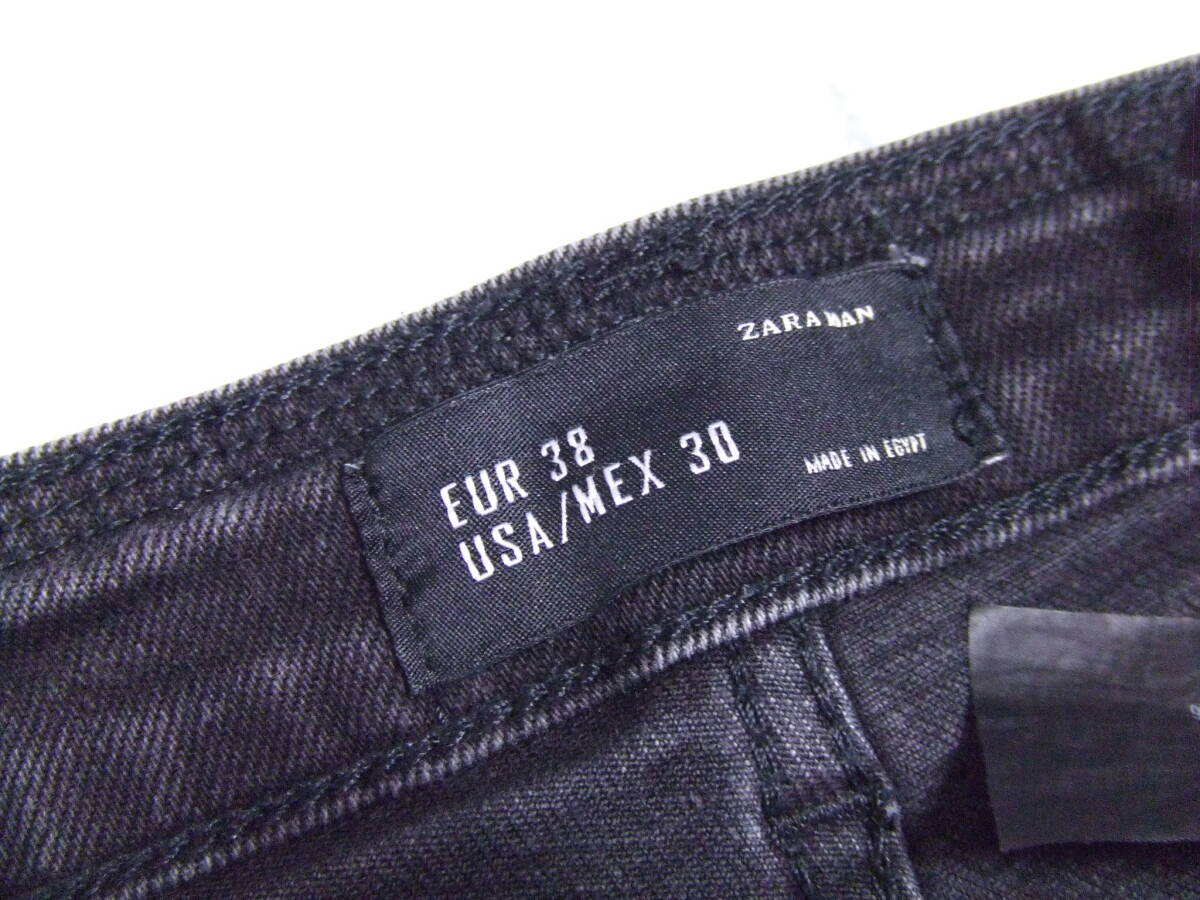 ZARA MAN
EUR 38
USA/MEX 30
MADE IN EGYPT